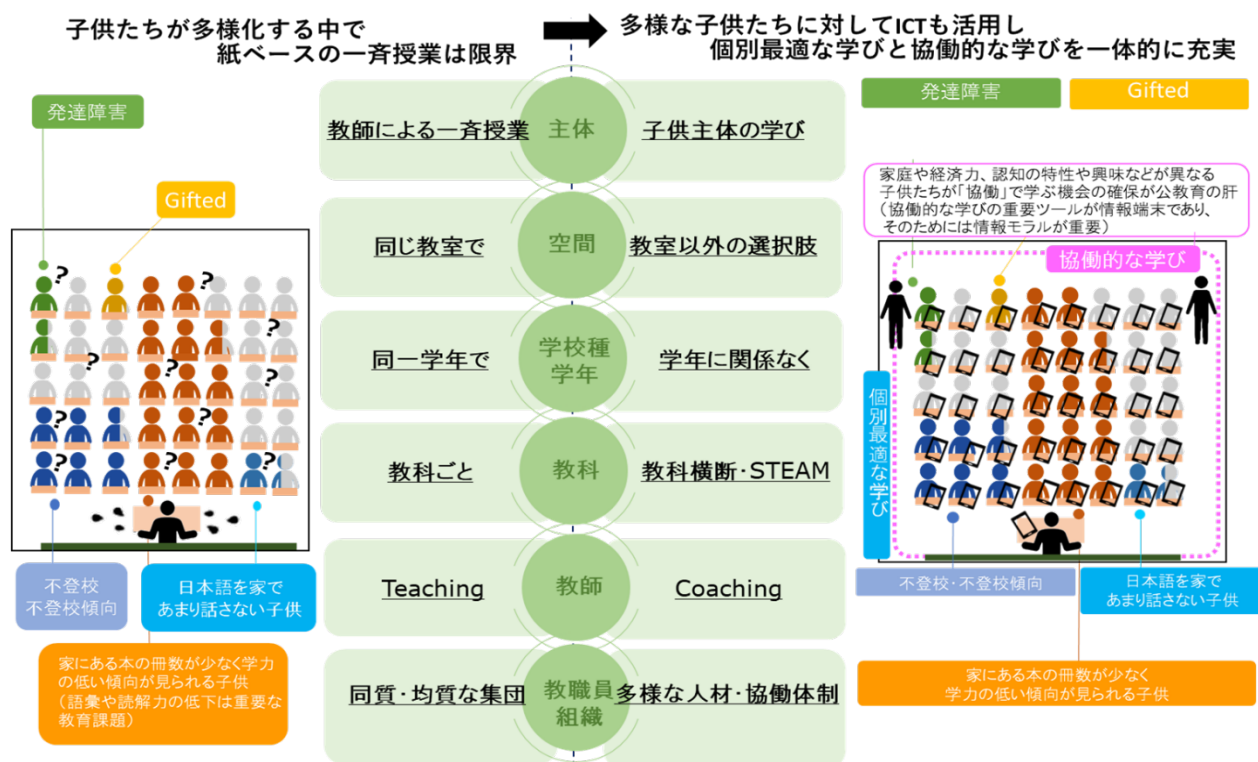 子供たちが多様化する中で
紙ベースの一斉授業は限界
多様な子供たちに対してICTも活用し
個別最適な学びと協働的な学びを一体的に充実
発達障害
Gifted
?
?
?
?
?
?
?
?
?
?
不登校
不登校傾向
日本語を家で
あまり話さない子供
家にある本の冊数が少なく学力
の低い傾向が見られる子供
(語彙や読解力の低下は重要な
教育課題)
教師による一斉授業
主体
子供主体の学び
同じ教室で
空間
教室以外の選択肢
同一学年で
学校種
学年
学年に関係なく
教科ごと
教科
教科横断・STEAM
Teaching
教師
Coaching
同質・均質な集団
教職員
組織
多様な人材・協働体制
発達障害
Gifted
家庭や経済力、認知の特性や興味などが異なる
子供たちが「協働」で学ぶ機会の確保が公教育の肝
(協働的な学びの重要ツールが情報端末であり、
そのためには情報モラルが重要)
協働的な学び
個別最適な学び
不登校・不登校傾向
日本語を家で
あまり話さない子供
家にある本の冊数が少なく
学力の低い傾向が見られる子供